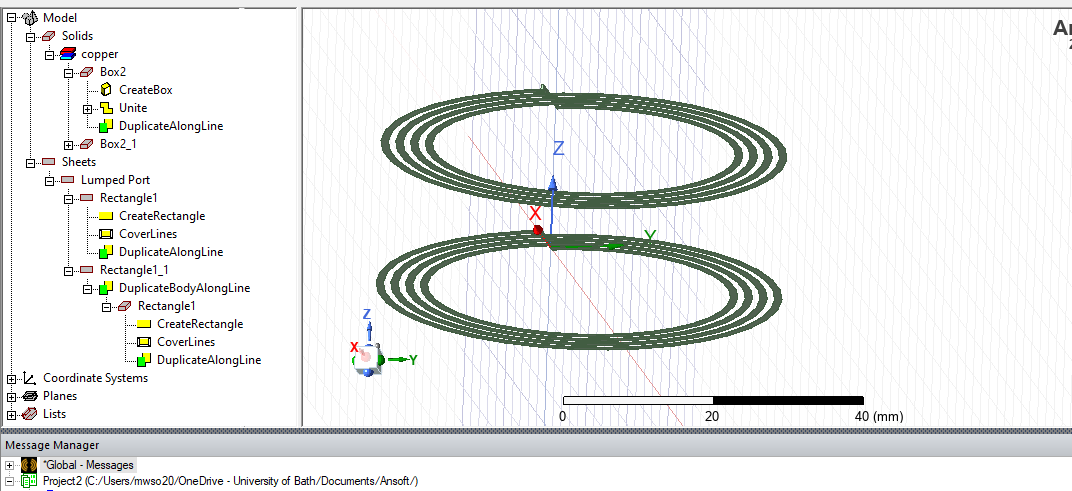 Model
Solids
copper
Box2
CreateBox
Unite
DuplicateAlongLine
Box2_1
Sheets
Lumped Port
Rectangle1
CreateRectangle
CoverLines
DuplicateAlongLine
Rectangle1_1
DuplicateBodyAlongLine
Rectangle1
CreateRectangle
CoverLines
DuplicateAlongLine
Coordinate Systems
Planes
Lists
An
2
Z
X
Y
Z
X
Y
0 20 40 (mm)
Message Manager
*Global - Messages
Project2 (C:/Users/mwso20/OneDrive - University of Bath/Documents/Ansoft/)